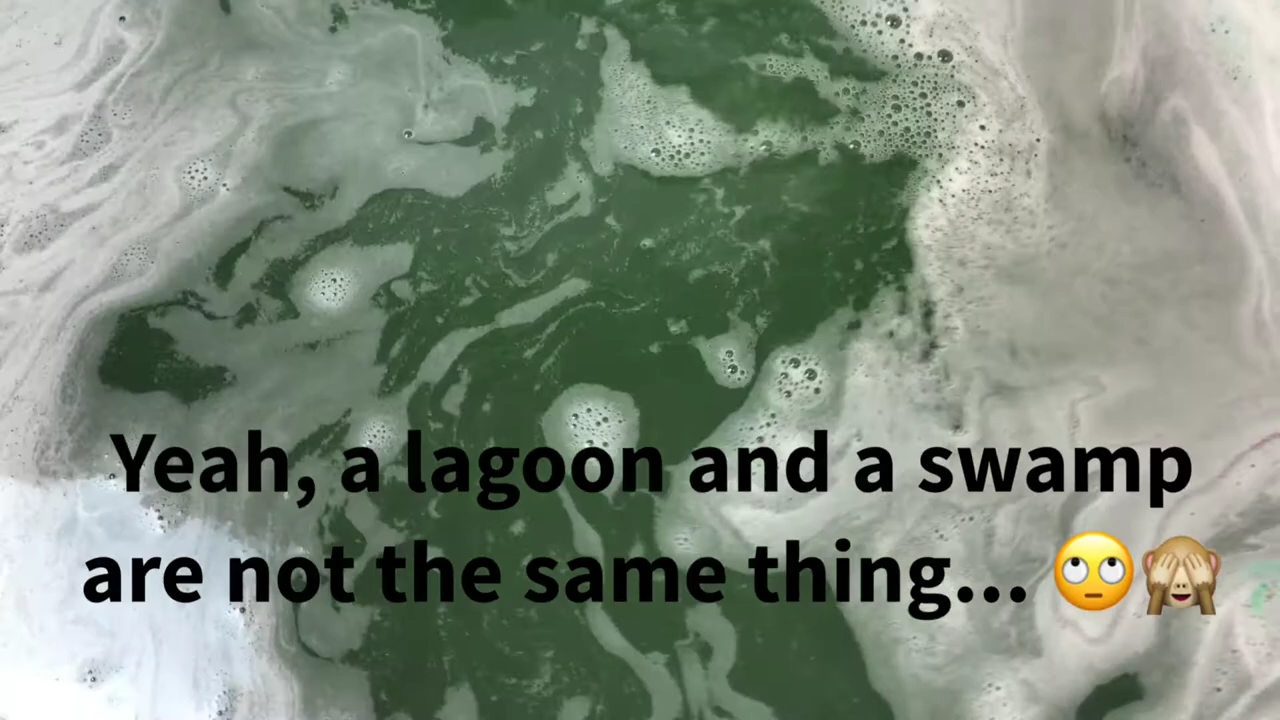 Yeah, a lagoon and a swamp
are not the same thing... 🙄🙈